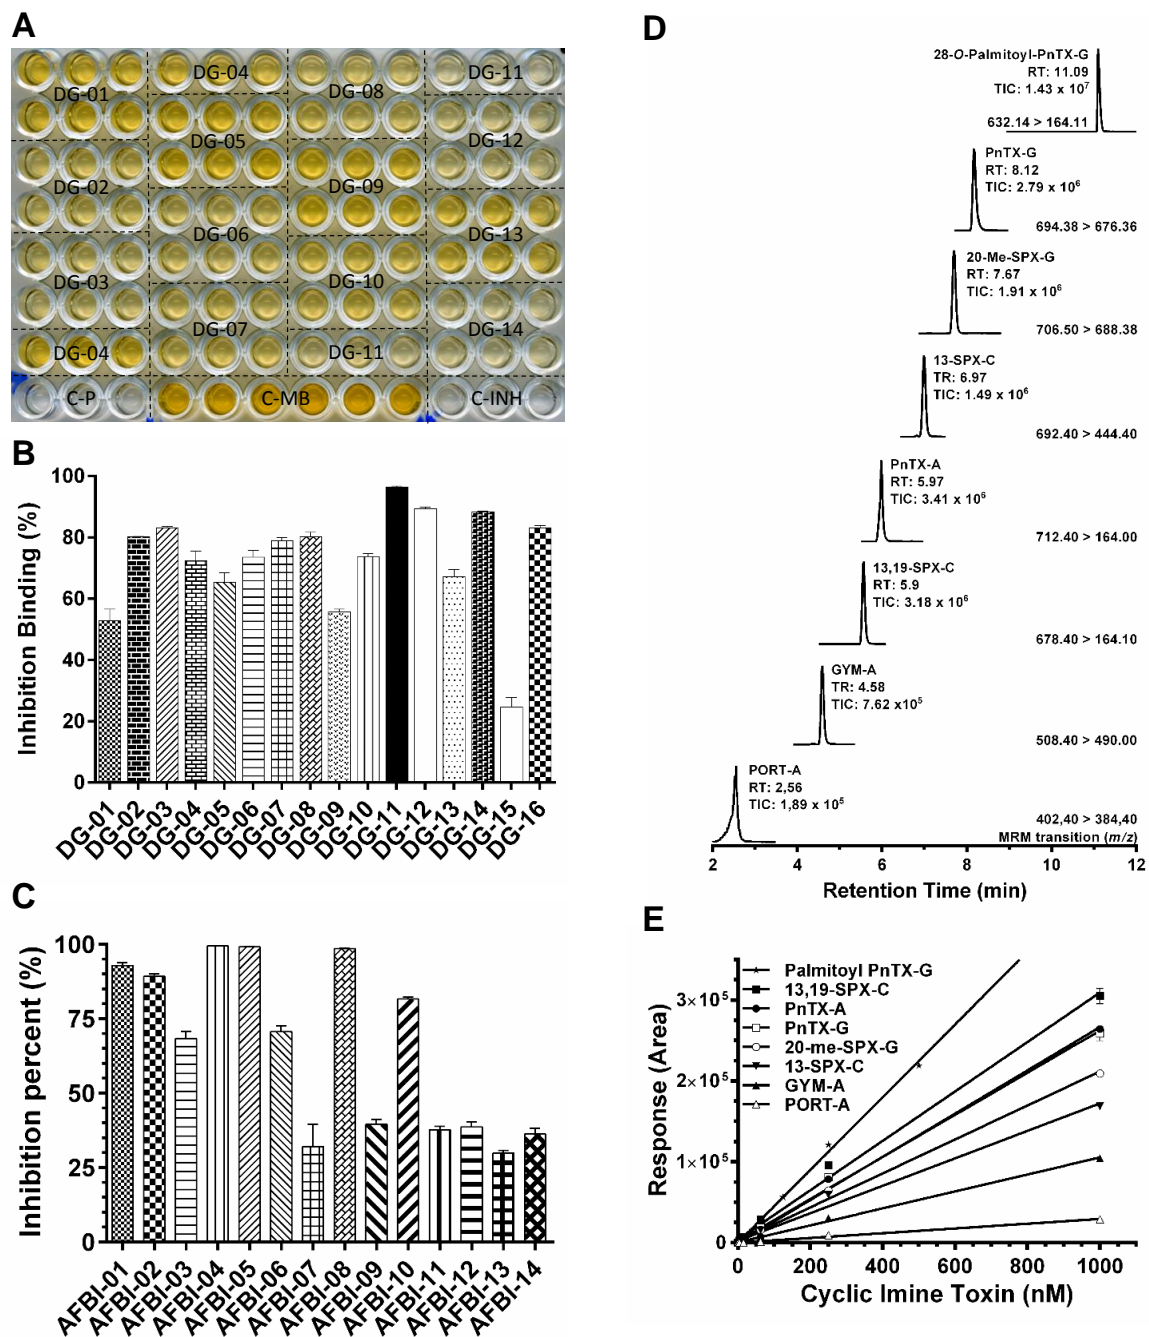 A
DG-01
DG-04
DG-08
DG-11
DG-05
DG-12
DG-02
DG-09
DG-06
DG-13
DG-03
DG-10
DG-07
DG-14
DG-04
DG-11
C-P
C-MB
C-INH
B
Inhibition Binding (%)
100
80
60
40
20
0
DG-01
DG-02
DG-03
DG-04
DG-05
DG-06
DG-07
DG-08
DG-09
DG-10
DG-11
DG-12
DG-13
DG-14
DG-15
DG-16
C
Inhibition percent (%)
100
75
50
25
0
AFBI-01
AFBI-02
AFBI-03
AFBI-04
AFBI-05
AFBI-06
AFBI-07
AFBI-08
AFBI-09
AFBI-10
AFBI-11
AFBI-12
AFBI-13
AFBI-14
D
28-O-Palmitoyl-PnTX-G
RT: 11.09
TIC: 1.43 x 10⁷
632.14 > 164.11
PnTX-G
RT: 8.12
TIC: 2.79 x 10⁶
694.38 > 676.36
20-Me-SPX-G
RT: 7.67
TIC: 1.91 x 10⁶
706.50 > 688.38
13-SPX-C
TR: 6.97
TIC: 1.49 x 10⁶
692.40 > 444.40
PnTX-A
RT: 5.97
TIC: 3.41 x 10⁶
712.40 > 164.00
13,19-SPX-C
RT: 5.9
TIC: 3.18 x 10⁶
678.40 > 164.10
GYM-A
TR: 4.58
TIC: 7.62 x10⁵
508.40 > 490.00
PORT-A
RT: 2,56
TIC: 1,89 x 10⁵
402,40 > 384,40
MRM transition (m/z)
2 4 6 8 10 12
Retention Time (min)
E
Palmitoyl PnTX-G
13,19-SPX-C
PnTX-A
PnTX-G
20-me-SPX-G
13-SPX-C
GYM-A
PORT-A
Response (Area)
3×10⁵
2×10⁵
1×10⁵
0
0 200 400 600 800 1000
Cyclic Imine Toxin (nM)